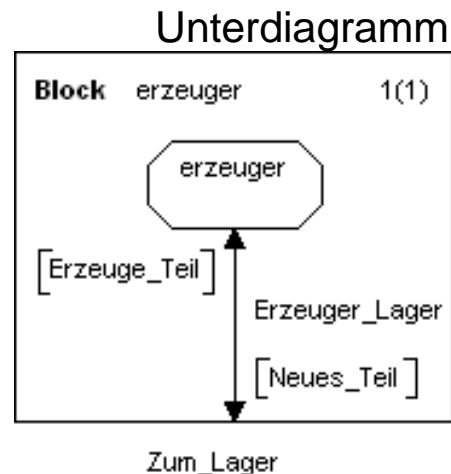 Unterdiagramm
Block erzeuger 1(1)
erzeuger
[Erzeuge_Teil]
Erzeuger_Lager
[Neues_Teil]
Zum_Lager